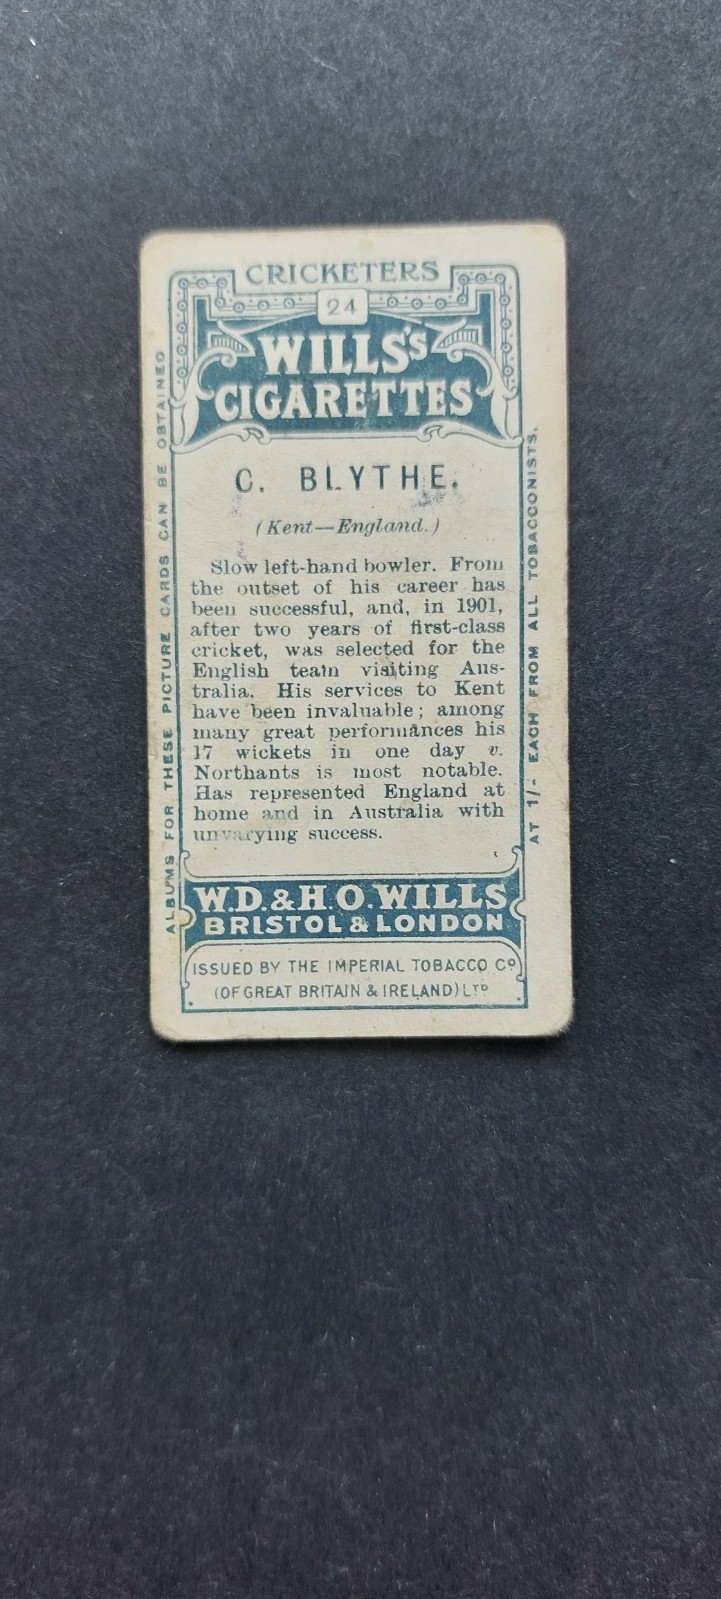 CRICKETERS
24
WILLS's
CIGARETTES
C. BLYTHE.
(Kent—England.)
Slow left-hand bowler. From
the outset of his career has
been successful, and, in 1901,
after two years of first-class
cricket, was selected for the
English team visiting Aus-
tralia. His services to Kent
have been invaluable; among
many great performances his
17 wickets in one day v.
Northants is most notable.
Has represented England at
home and in Australia with
unvarying success.
W.D. & H.O. WILLS
BRISTOL & LONDON
ISSUED BY THE IMPERIAL TOBACCO Cº
(OF GREAT BRITAIN & IRELAND) LTD
ALBUMS FOR THESE PICTURE CARDS CAN BE OBTAINED
AT 1/- EACH FROM ALL TOBACCONISTS.